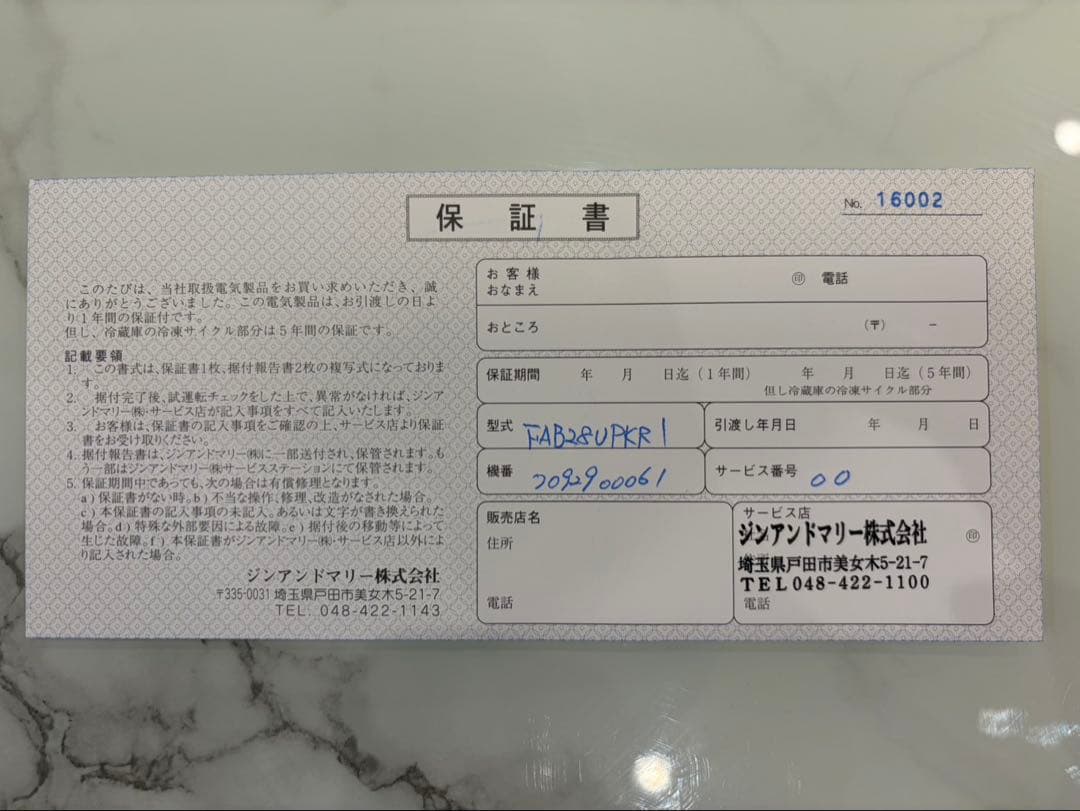 保証書
No. 16002
このたびは、当社取扱電気製品をお買い求めいただき、誠
にありがとうございました。この電気製品は、お引渡しの日よ
り1年間の保証付です。
但し、冷蔵庫の冷凍サイクル部分は5年間の保証です。
記載要領
1. この書式は、保証書1枚、据付報告書2枚の複写式になっておりま
す。
2. 据付完了後、試運転チェックをした上で、異常がなければ、ジンア
ンドマリー㈱・サービス店が記入事項をすべて記入いたします。
3. お客様は、保証書の記入事項をご確認の上、サービス店より保証
書をお受け取りください。
4. 据付報告書は、ジンアンドマリー㈱に一部送付され、保管されます。も
う一部はジンアンドマリー㈱サービスステーションにて保管されます。
5. 保証期間中であっても、次の場合は有償修理となります。
a) 保証書がない時。b) 不当な操作、修理、改造がなされた場合。
c) 本保証書の記入事項の未記入。あるいは文字が書き換えられた
場合。d) 特殊な外部要因による故障。e) 据付後の移動等によって
生じた故障。f) 本保証書がジンアンドマリー㈱・サービス店以外によ
り記入された場合。
ジンアンドマリー株式会社
〒335-0031 埼玉県戸田市美女木5-21-7
TEL. 048-422-1143
お客様
おなまえ ㊞ 電話
おところ (〒) −
保証期間 年 月 日迄(1年間) 年 月 日迄(5年間)
但し冷蔵庫の冷凍サイクル部分
型式 FAB28UPKR1 引渡し年月日 年 月 日
機番 7092900061 サービス番号 00
販売店名
住所
電話
サービス店
ジンアンドマリー株式会社 ㊞
埼玉県戸田市美女木5-21-7
TEL 048-422-1100
電話